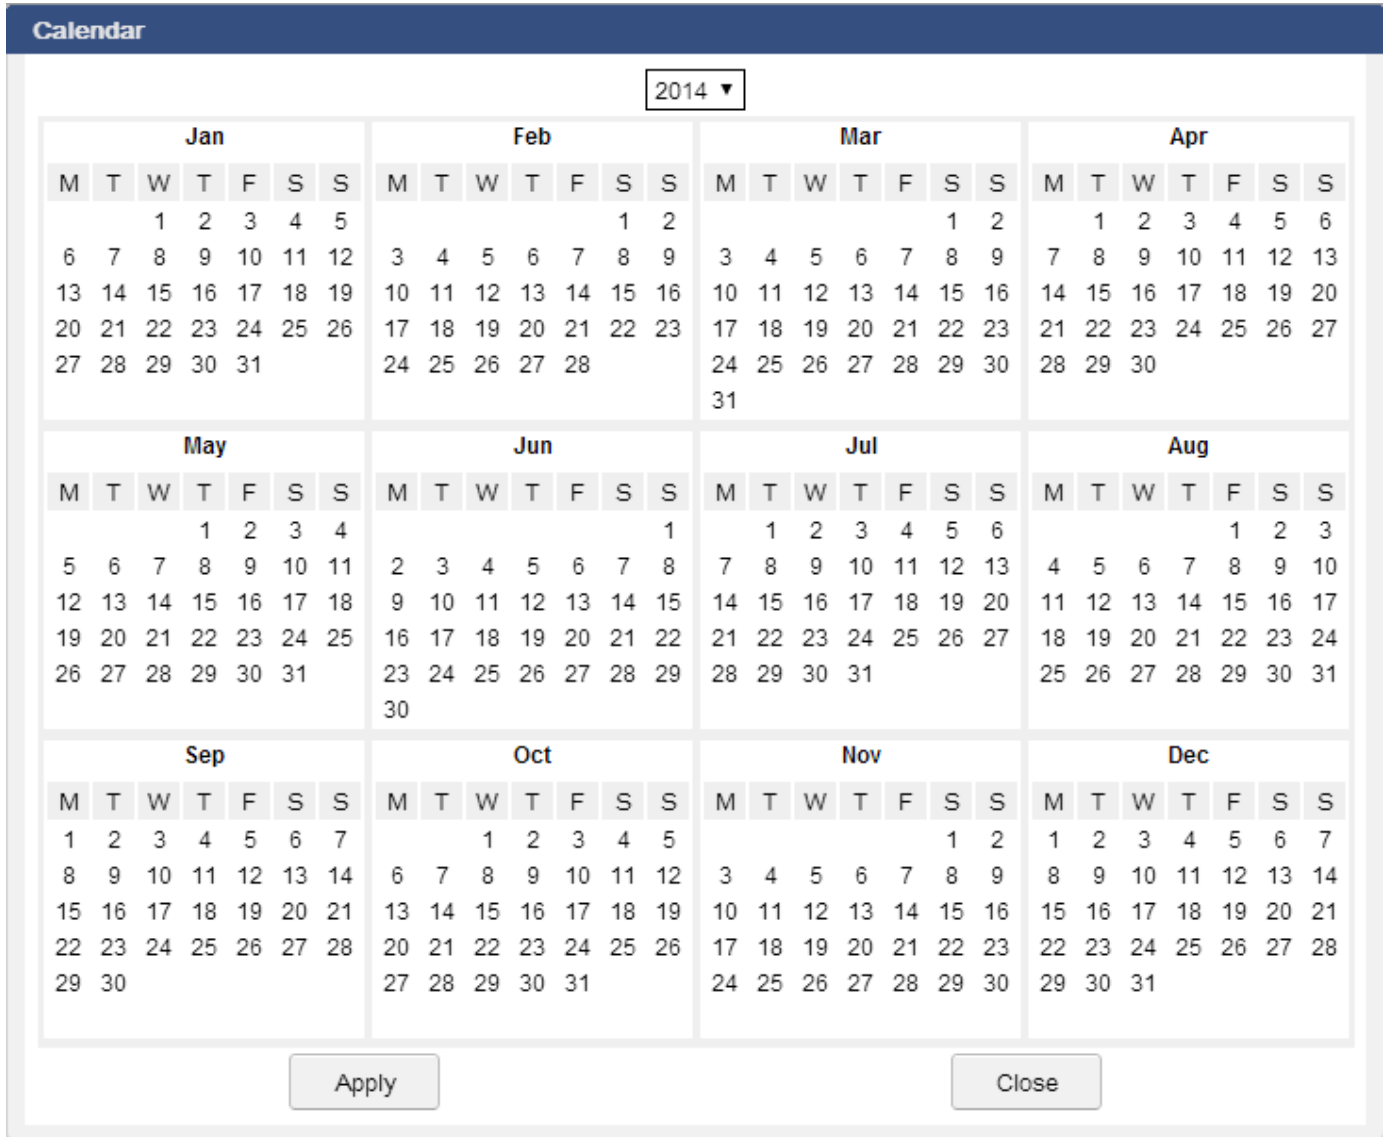 Calendar
2014 ▼
Jan Feb Mar Apr
M T W T F S S M T W T F S S M T W T F S S M T W T F S S
1 2 3 4 5 1 2 1 2 1 2 3 4 5 6
6 7 8 9 10 11 12 3 4 5 6 7 8 9 3 4 5 6 7 8 9 7 8 9 10 11 12 13
13 14 15 16 17 18 19 10 11 12 13 14 15 16 10 11 12 13 14 15 16 14 15 16 17 18 19 20
20 21 22 23 24 25 26 17 18 19 20 21 22 23 17 18 19 20 21 22 23 21 22 23 24 25 26 27
27 28 29 30 31 24 25 26 27 28 24 25 26 27 28 29 30 28 29 30
31
May Jun Jul Aug
M T W T F S S M T W T F S S M T W T F S S M T W T F S S
1 2 3 4 1 1 2 3 4 5 6 1 2 3
5 6 7 8 9 10 11 2 3 4 5 6 7 8 7 8 9 10 11 12 13 4 5 6 7 8 9 10
12 13 14 15 16 17 18 9 10 11 12 13 14 15 14 15 16 17 18 19 20 11 12 13 14 15 16 17
19 20 21 22 23 24 25 16 17 18 19 20 21 22 21 22 23 24 25 26 27 18 19 20 21 22 23 24
26 27 28 29 30 31 23 24 25 26 27 28 29 28 29 30 31 25 26 27 28 29 30 31
30
Sep Oct Nov Dec
M T W T F S S M T W T F S S M T W T F S S M T W T F S S
1 2 3 4 5 6 7 1 2 3 4 5 1 2 1 2 3 4 5 6 7
8 9 10 11 12 13 14 6 7 8 9 10 11 12 3 4 5 6 7 8 9 8 9 10 11 12 13 14
15 16 17 18 19 20 21 13 14 15 16 17 18 19 10 11 12 13 14 15 16 15 16 17 18 19 20 21
22 23 24 25 26 27 28 20 21 22 23 24 25 26 17 18 19 20 21 22 23 22 23 24 25 26 27 28
29 30 27 28 29 30 31 24 25 26 27 28 29 30 29 30 31
Apply Close